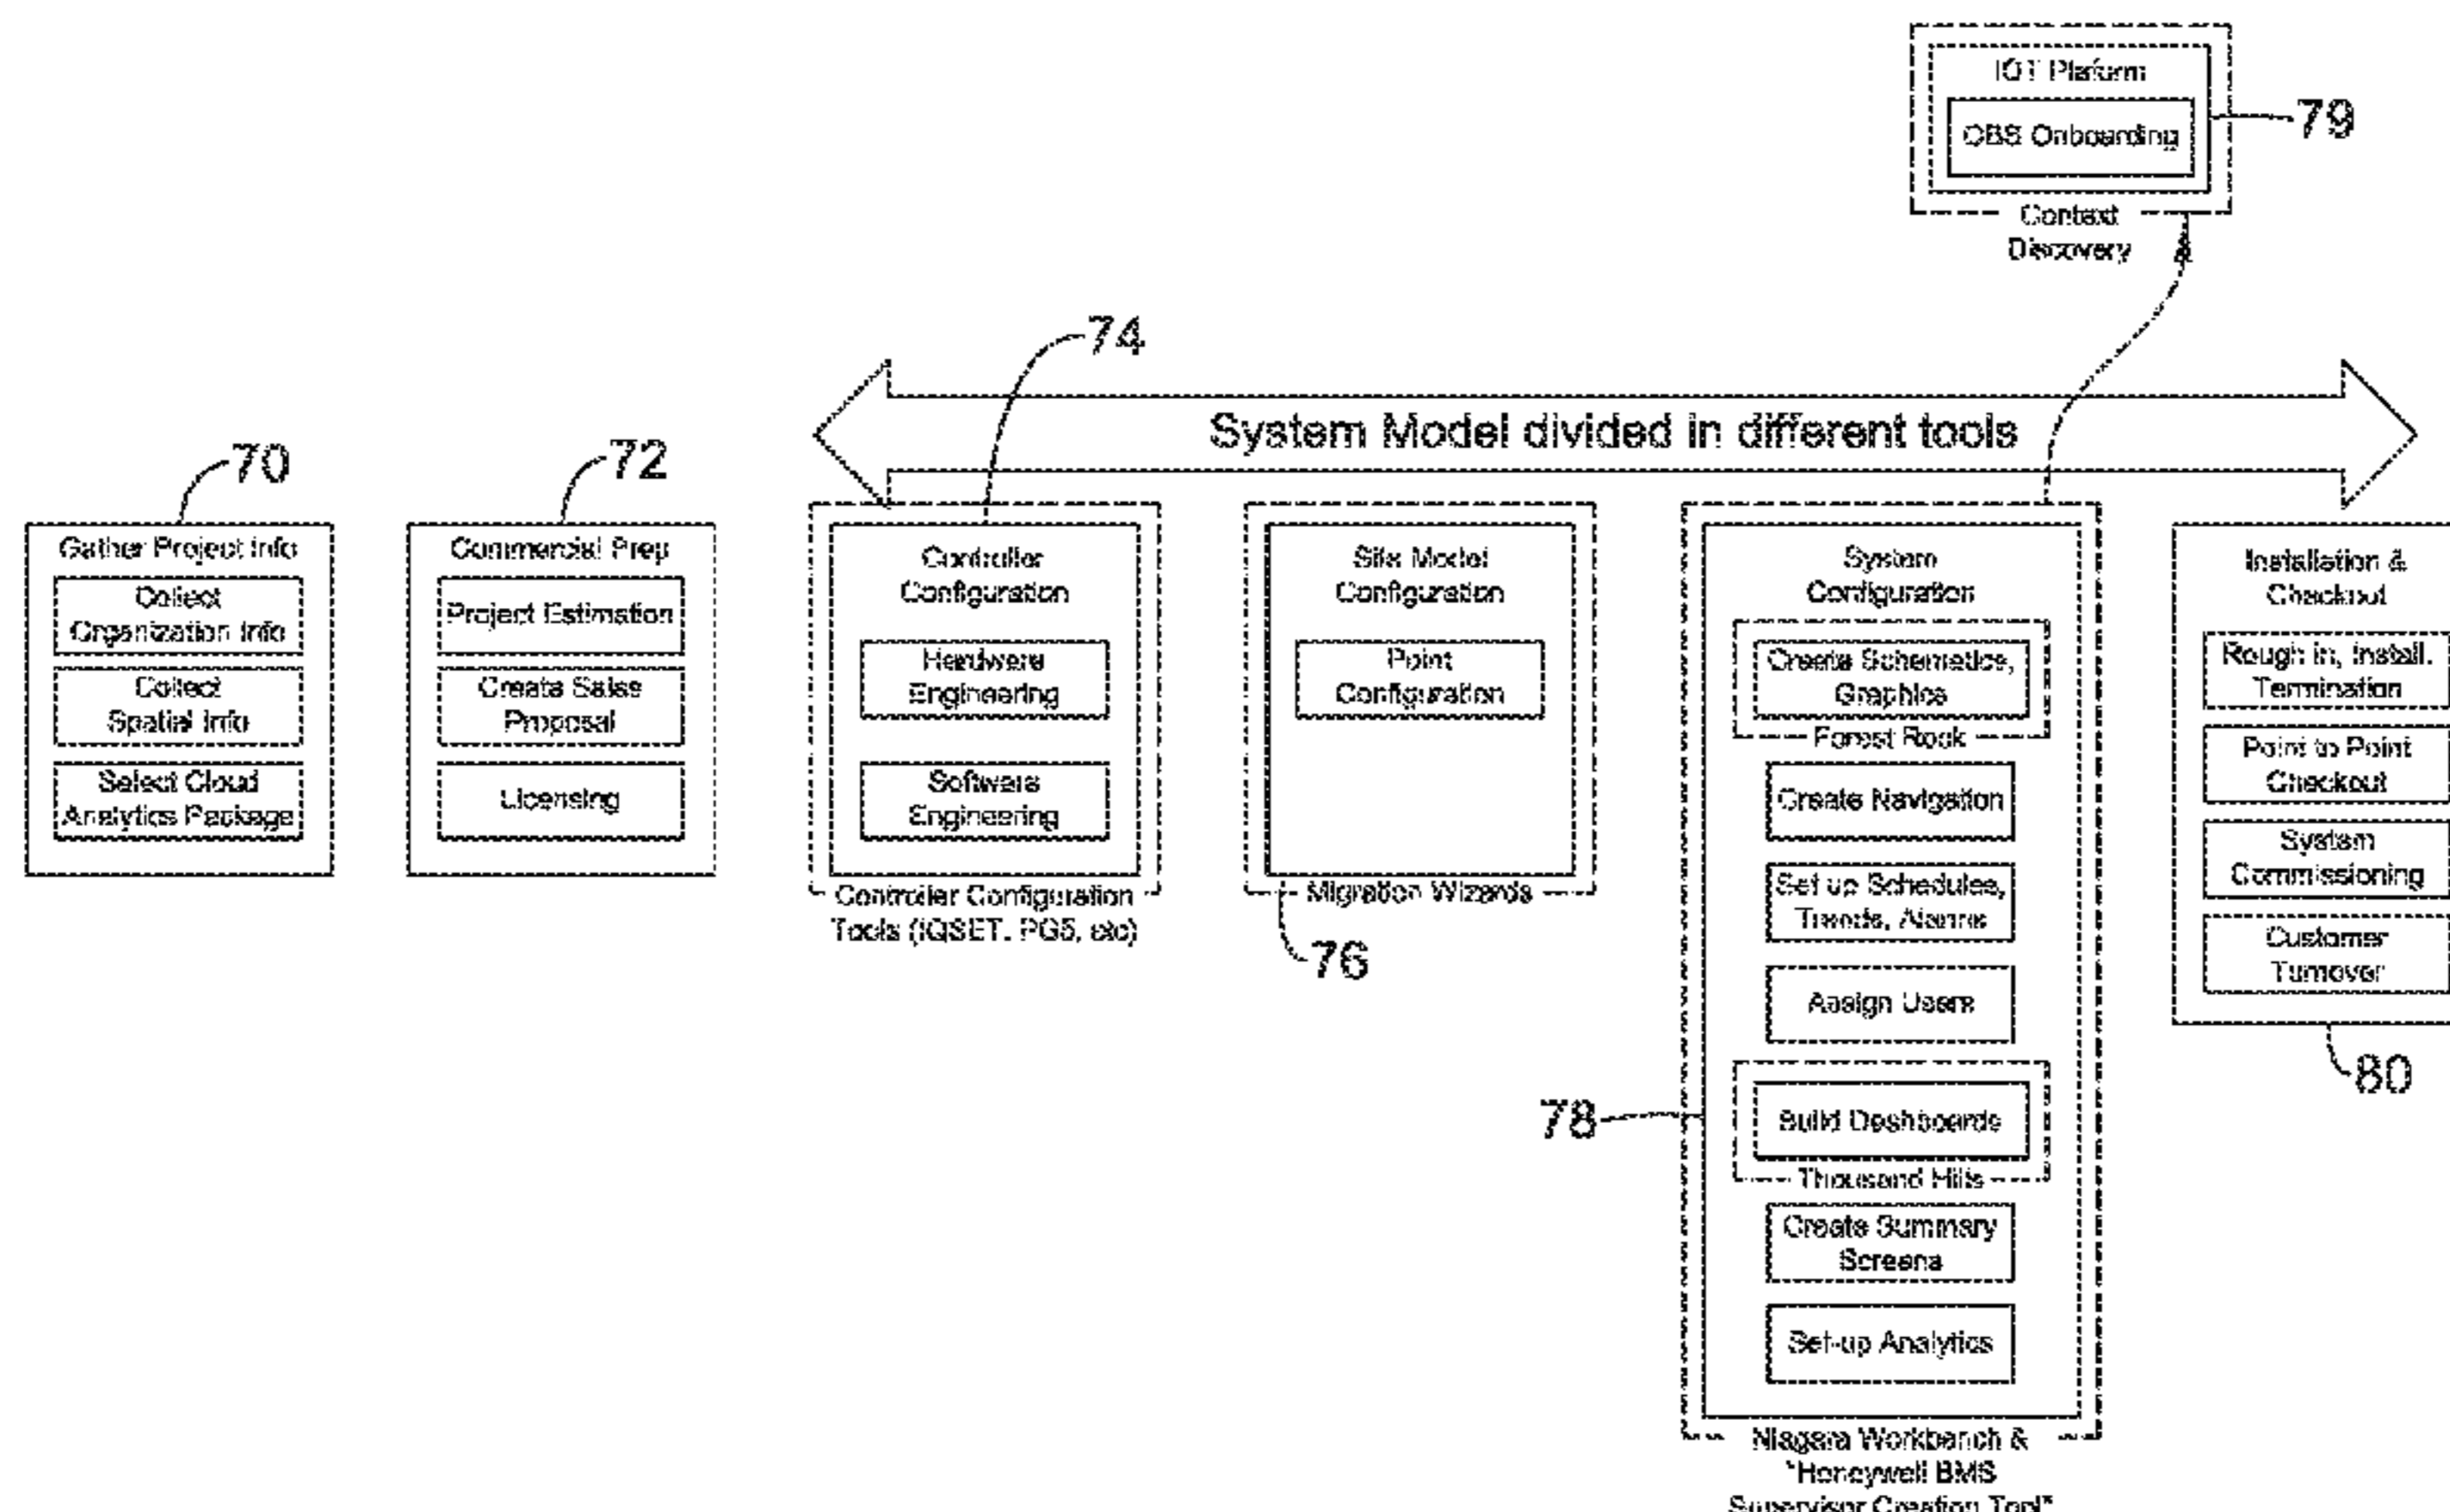 IOT Plaform
OBS Onboarding
79
Context
Discovery
74
System Model divided in different tools
70
72
Gather Project Info
Collect
Organization Info
Collect
Spatial Info
Select Cloud
Analytics Package
Commercial Prep
Project Estimation
Create Sales
Proposal
Licensing
Controller
Configuration
Hardware
Engineering
Software
Engineering
Controller Configuration
Tools (IQSET, PG5, etc)
Site Model
Configuration
Point
Configuration
Migration Wizards
76
System
Configuration
Create Schematics,
Graphics
Forest Rock
Create Navigation
Set up Schedules,
Trends, Alarms
Assign Users
78
Build Dashboards
Thousand Hills
Create Summary
Screens
Set-up Analytics
Niagara Workbench &
"Honeywell BMS
Supervisor Creation Tool"
Installation &
Checkout
Rough in, Install.
Termination
Point to Point
Checkout
System
Commissioning
Customer
Turnover
80